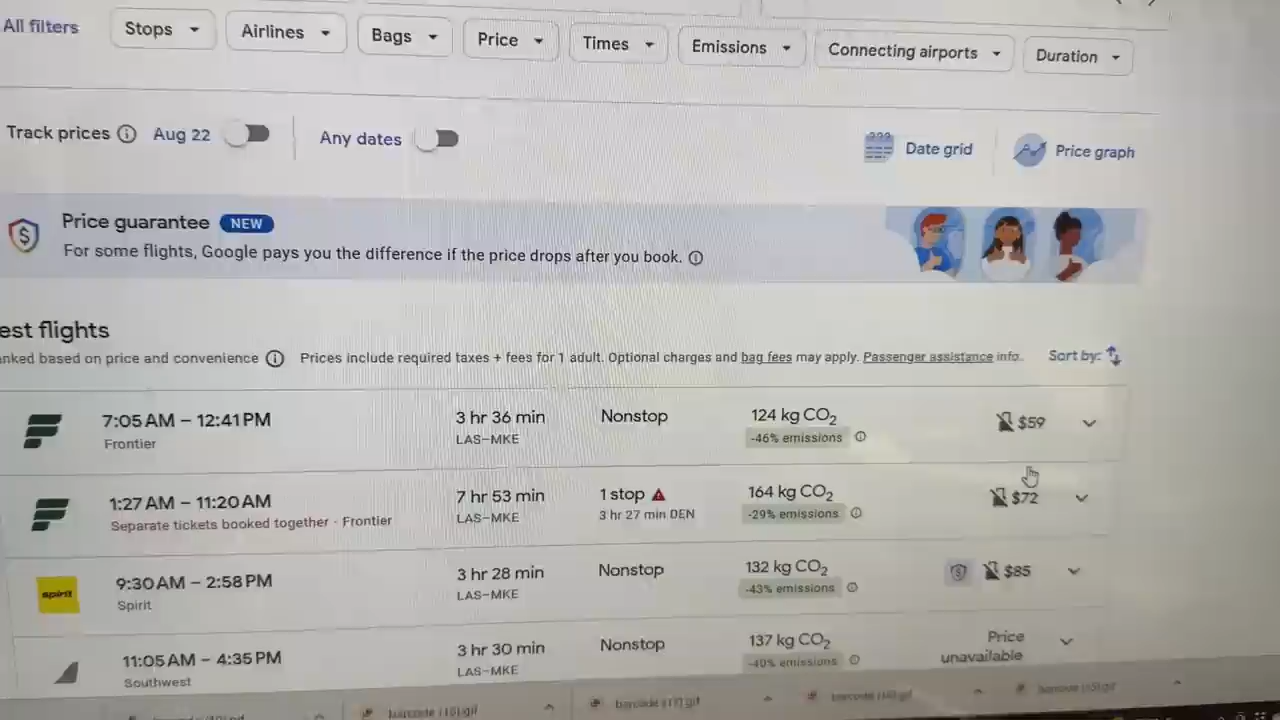 All filters Stops Airlines Bags Price Times Emissions Connecting airports Duration
Track prices Aug 22 Any dates Date grid Price graph
Price guarantee NEW
For some flights, Google pays you the difference if the price drops after you book.
est flights
anked based on price and convenience Prices include required taxes + fees for 1 adult. Optional charges and bag fees may apply. Passenger assistance info. Sort by:
7:05 AM – 12:41 PM 3 hr 36 min Nonstop 124 kg CO2 $59
Frontier LAS–MKE -46% emissions
1:27 AM – 11:20 AM 7 hr 53 min 1 stop 164 kg CO2 $72
Separate tickets booked together · Frontier LAS–MKE 3 hr 27 min DEN -29% emissions
9:30 AM – 2:58 PM 3 hr 28 min Nonstop 132 kg CO2 $85
spirit Spirit LAS–MKE -43% emissions
11:05 AM – 4:35 PM 3 hr 30 min Nonstop 137 kg CO2 Price unavailable
Southwest LAS–MKE -40% emissions